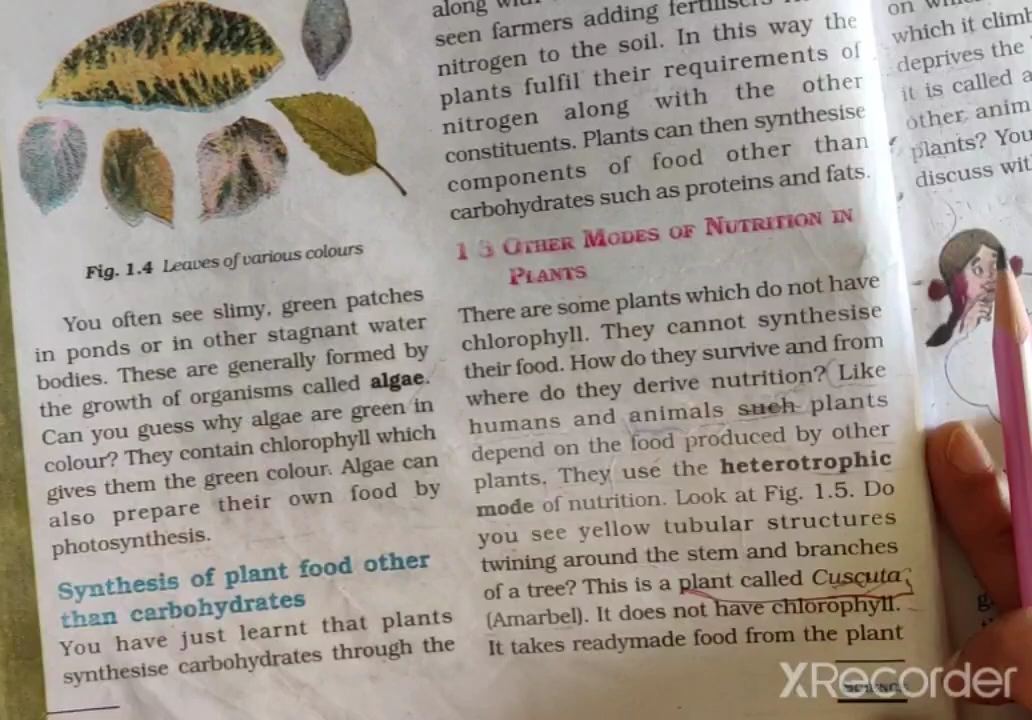 Fig. 1.4 Leaves of various colours
You often see slimy, green patches
in ponds or in other stagnant water
bodies. These are generally formed by
the growth of organisms called algae.
Can you guess why algae are green in
colour? They contain chlorophyll which
gives them the green colour. Algae can
also prepare their own food by
photosynthesis.
Synthesis of plant food other
than carbohydrates
You have just learnt that plants
synthesise carbohydrates through the
along
seen farmers adding fertilisers
nitrogen to the soil. In this way the
plants fulfil their requirements of
nitrogen along with the other
constituents. Plants can then synthesise
components of food other than
carbohydrates such as proteins and fats.
1 3 OTHER MODES OF NUTRITION IN
PLANTS
There are some plants which do not have
chlorophyll. They cannot synthesise
their food. How do they survive and from
where do they derive nutrition? Like
humans and animals such plants
depend on the food produced by other
plants. They use the heterotrophic
mode of nutrition. Look at Fig. 1.5. Do
you see yellow tubular structures
twining around the stem and branches
of a tree? This is a plant called Cuscuta
(Amarbel). It does not have chlorophyll.
It takes readymade food from the plant
SCIENCE
on
which it climb
deprives the
it is called a
other anim
plants? You
discuss wit
XRecorder